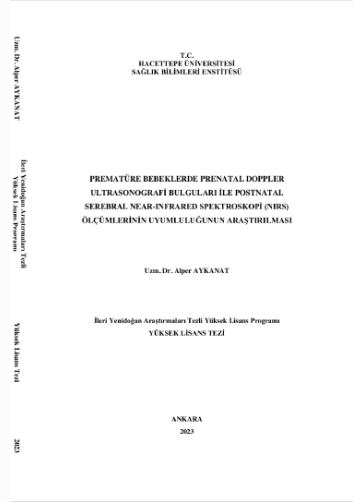 Uzm. Dr. Alper AYKANAT
İleri Yenidoğan Araştırmaları Tezli
Yüksek Lisans Programı
Yüksek Lisans Tezi
2023
T.C.
HACETTEPE ÜNİVERSİTESİ
SAĞLIK BİLİMLERİ ENSTİTÜSÜ
PREMATÜRE BEBEKLERDE PRENATAL DOPPLER
ULTRASONOGRAFİ BULGULARI İLE POSTNATAL
SEREBRAL NEAR-INFRARED SPEKTROSKOPİ (NIRS)
ÖLÇÜMLERİNİN UYUMLULUĞUNUN ARAŞTIRILMASI
Uzm. Dr. Alper AYKANAT
İleri Yenidoğan Araştırmaları Tezli Yüksek Lisans Programı
YÜKSEK LİSANS TEZİ
ANKARA
2023